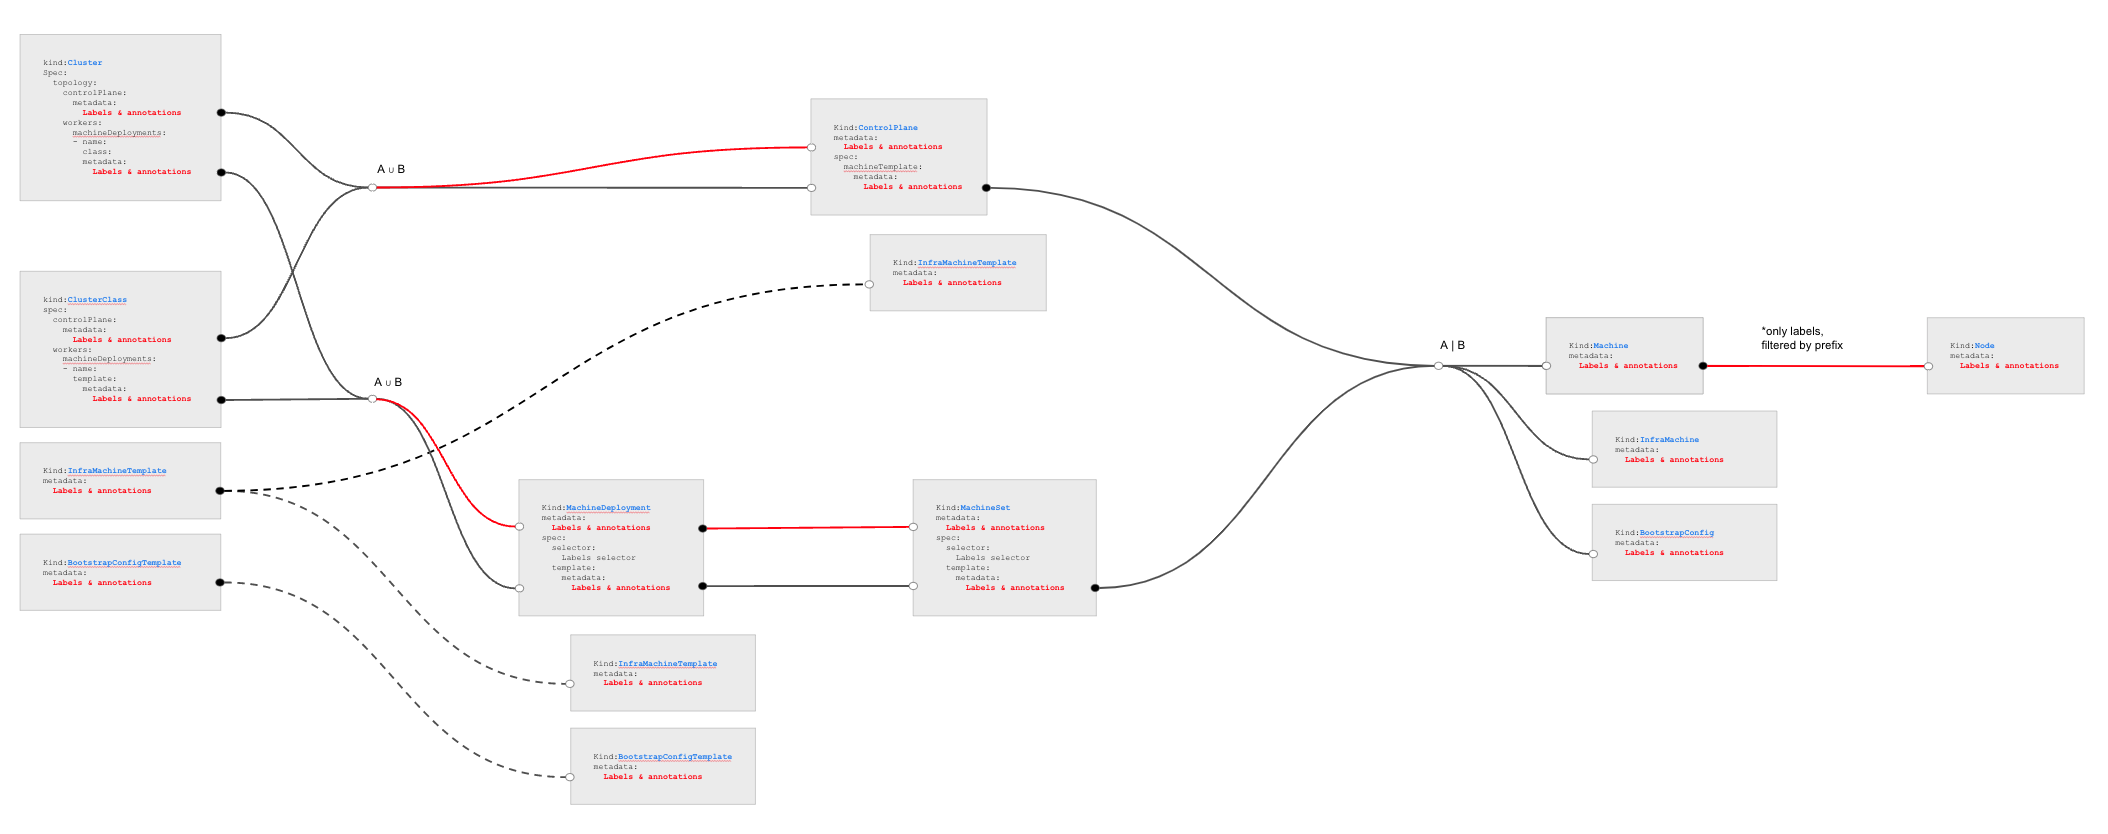 kind:Cluster
Spec:
topology:
controlPlane:
metadata:
Labels & annotations
workers:
machineDeployments:
- name:
class:
metadata:
Labels & annotations
kind:ClusterClass
spec:
controlPlane:
metadata:
Labels & annotations
workers:
machineDeployments:
- name:
template:
metadata:
Labels & annotations
Kind:InfraMachineTemplate
metadata:
Labels & annotations
Kind:BootstrapConfigTemplate
metadata:
Labels & annotations
A ∪ B
A ∪ B
Kind:ControlPlane
metadata:
Labels & annotations
spec:
machineTemplate:
metadata:
Labels & annotations
Kind:InfraMachineTemplate
metadata:
Labels & annotations
Kind:MachineDeployment
metadata:
Labels & annotations
spec:
selector:
Labels selector
template:
metadata:
Labels & annotations
Kind:MachineSet
metadata:
Labels & annotations
spec:
selector:
Labels selector
template:
metadata:
Labels & annotations
Kind:InfraMachineTemplate
metadata:
Labels & annotations
Kind:BootstrapConfigTemplate
metadata:
Labels & annotations
A | B
Kind:Machine
metadata:
Labels & annotations
*only labels,
filtered by prefix
Kind:Node
metadata:
Labels & annotations
Kind:InfraMachine
metadata:
Labels & annotations
Kind:BootstrapConfig
metadata:
Labels & annotations